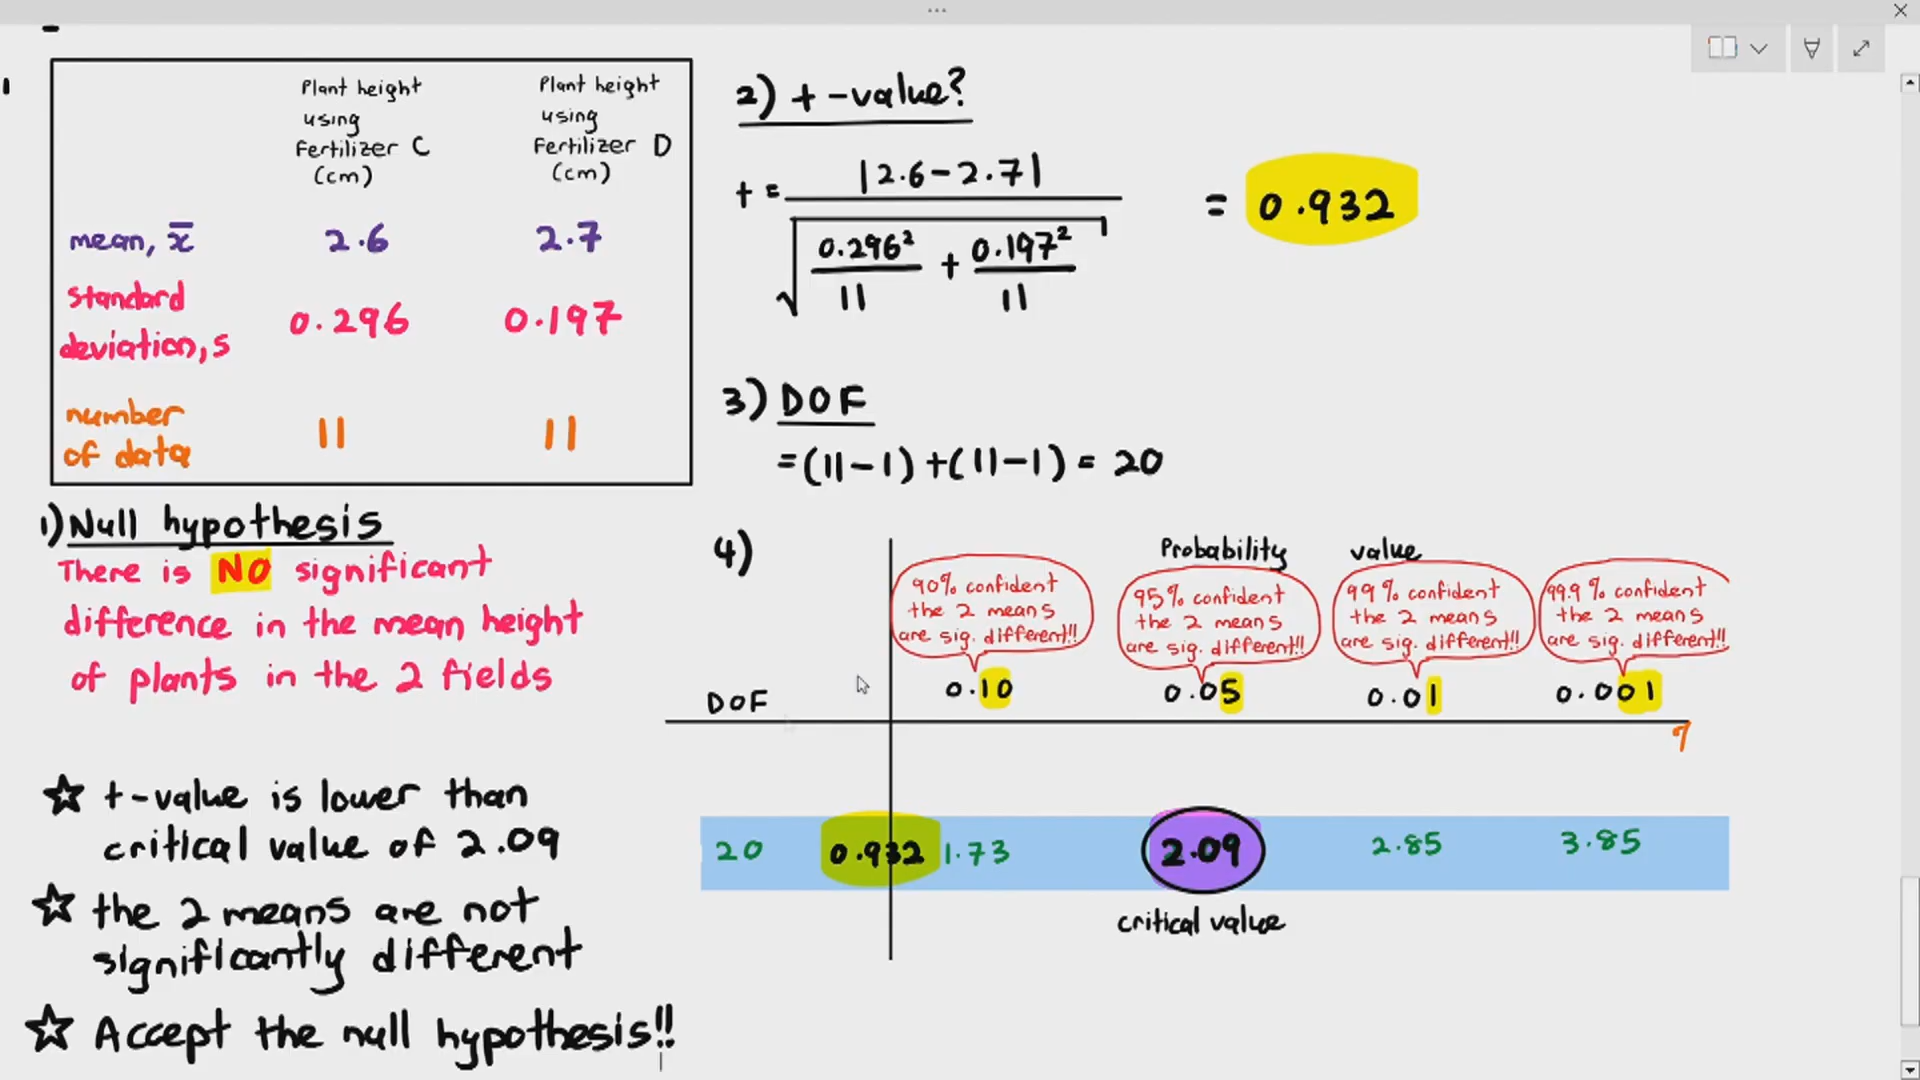 Plant height using Fertilizer C (cm)
Plant height using Fertilizer D (cm)
mean, x̄ 2.6 2.7
standard deviation, s 0.296 0.197
number of data 11 11
1) Null hypothesis
There is NO significant
difference in the mean height
of plants in the 2 fields
☆ t-value is lower than
critical value of 2.09
☆ the 2 means are not
significantly different
☆ Accept the null hypothesis!!
2) t-value?
t = |2.6-2.7| / √(0.296²/11 + 0.197²/11) = 0.932
3) DOF
=(11-1)+(11-1)= 20
4)
Probability value
90% confident the 2 means are sig. different!!
95% confident the 2 means are sig. different!!
99% confident the 2 means are sig. different!!
99.9% confident the 2 means are sig. different!!
DOF 0.10 0.05 0.01 0.001
20 0.932 1.73 2.09 2.85 3.85
critical value